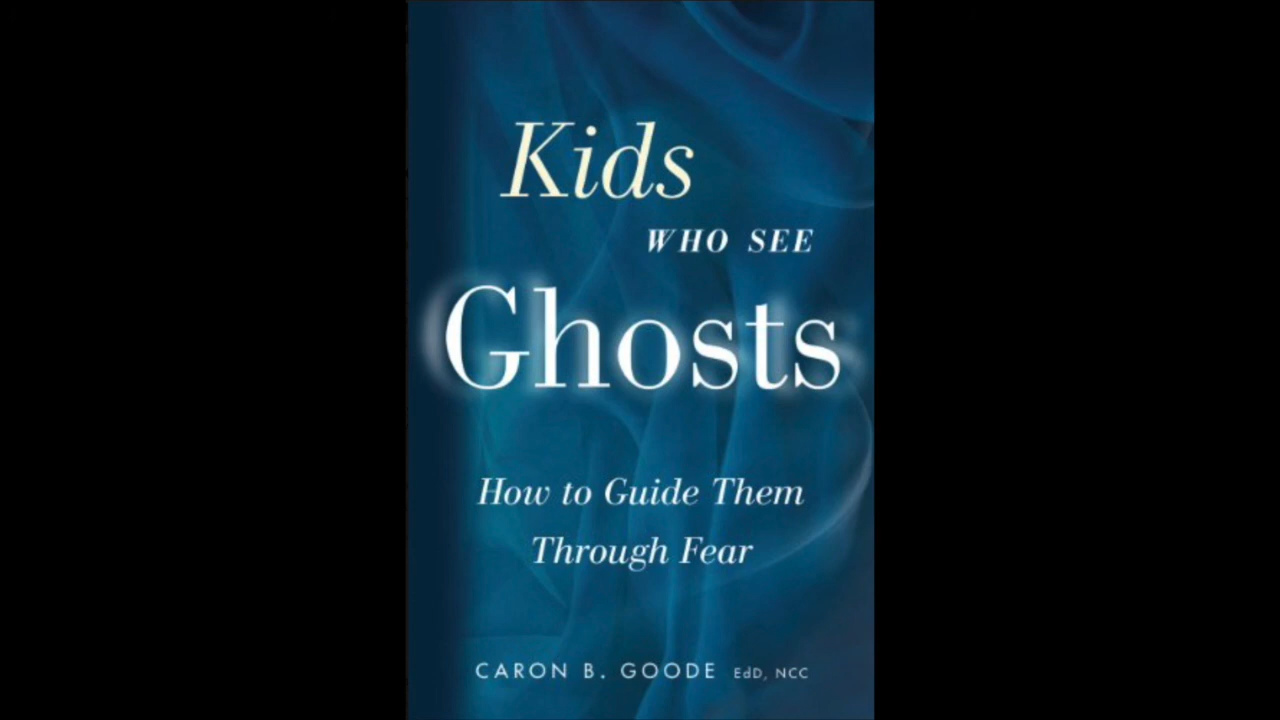 Kids
WHO SEE
Ghosts
How to Guide Them
Through Fear
CARON B. GOODE EdD, NCC